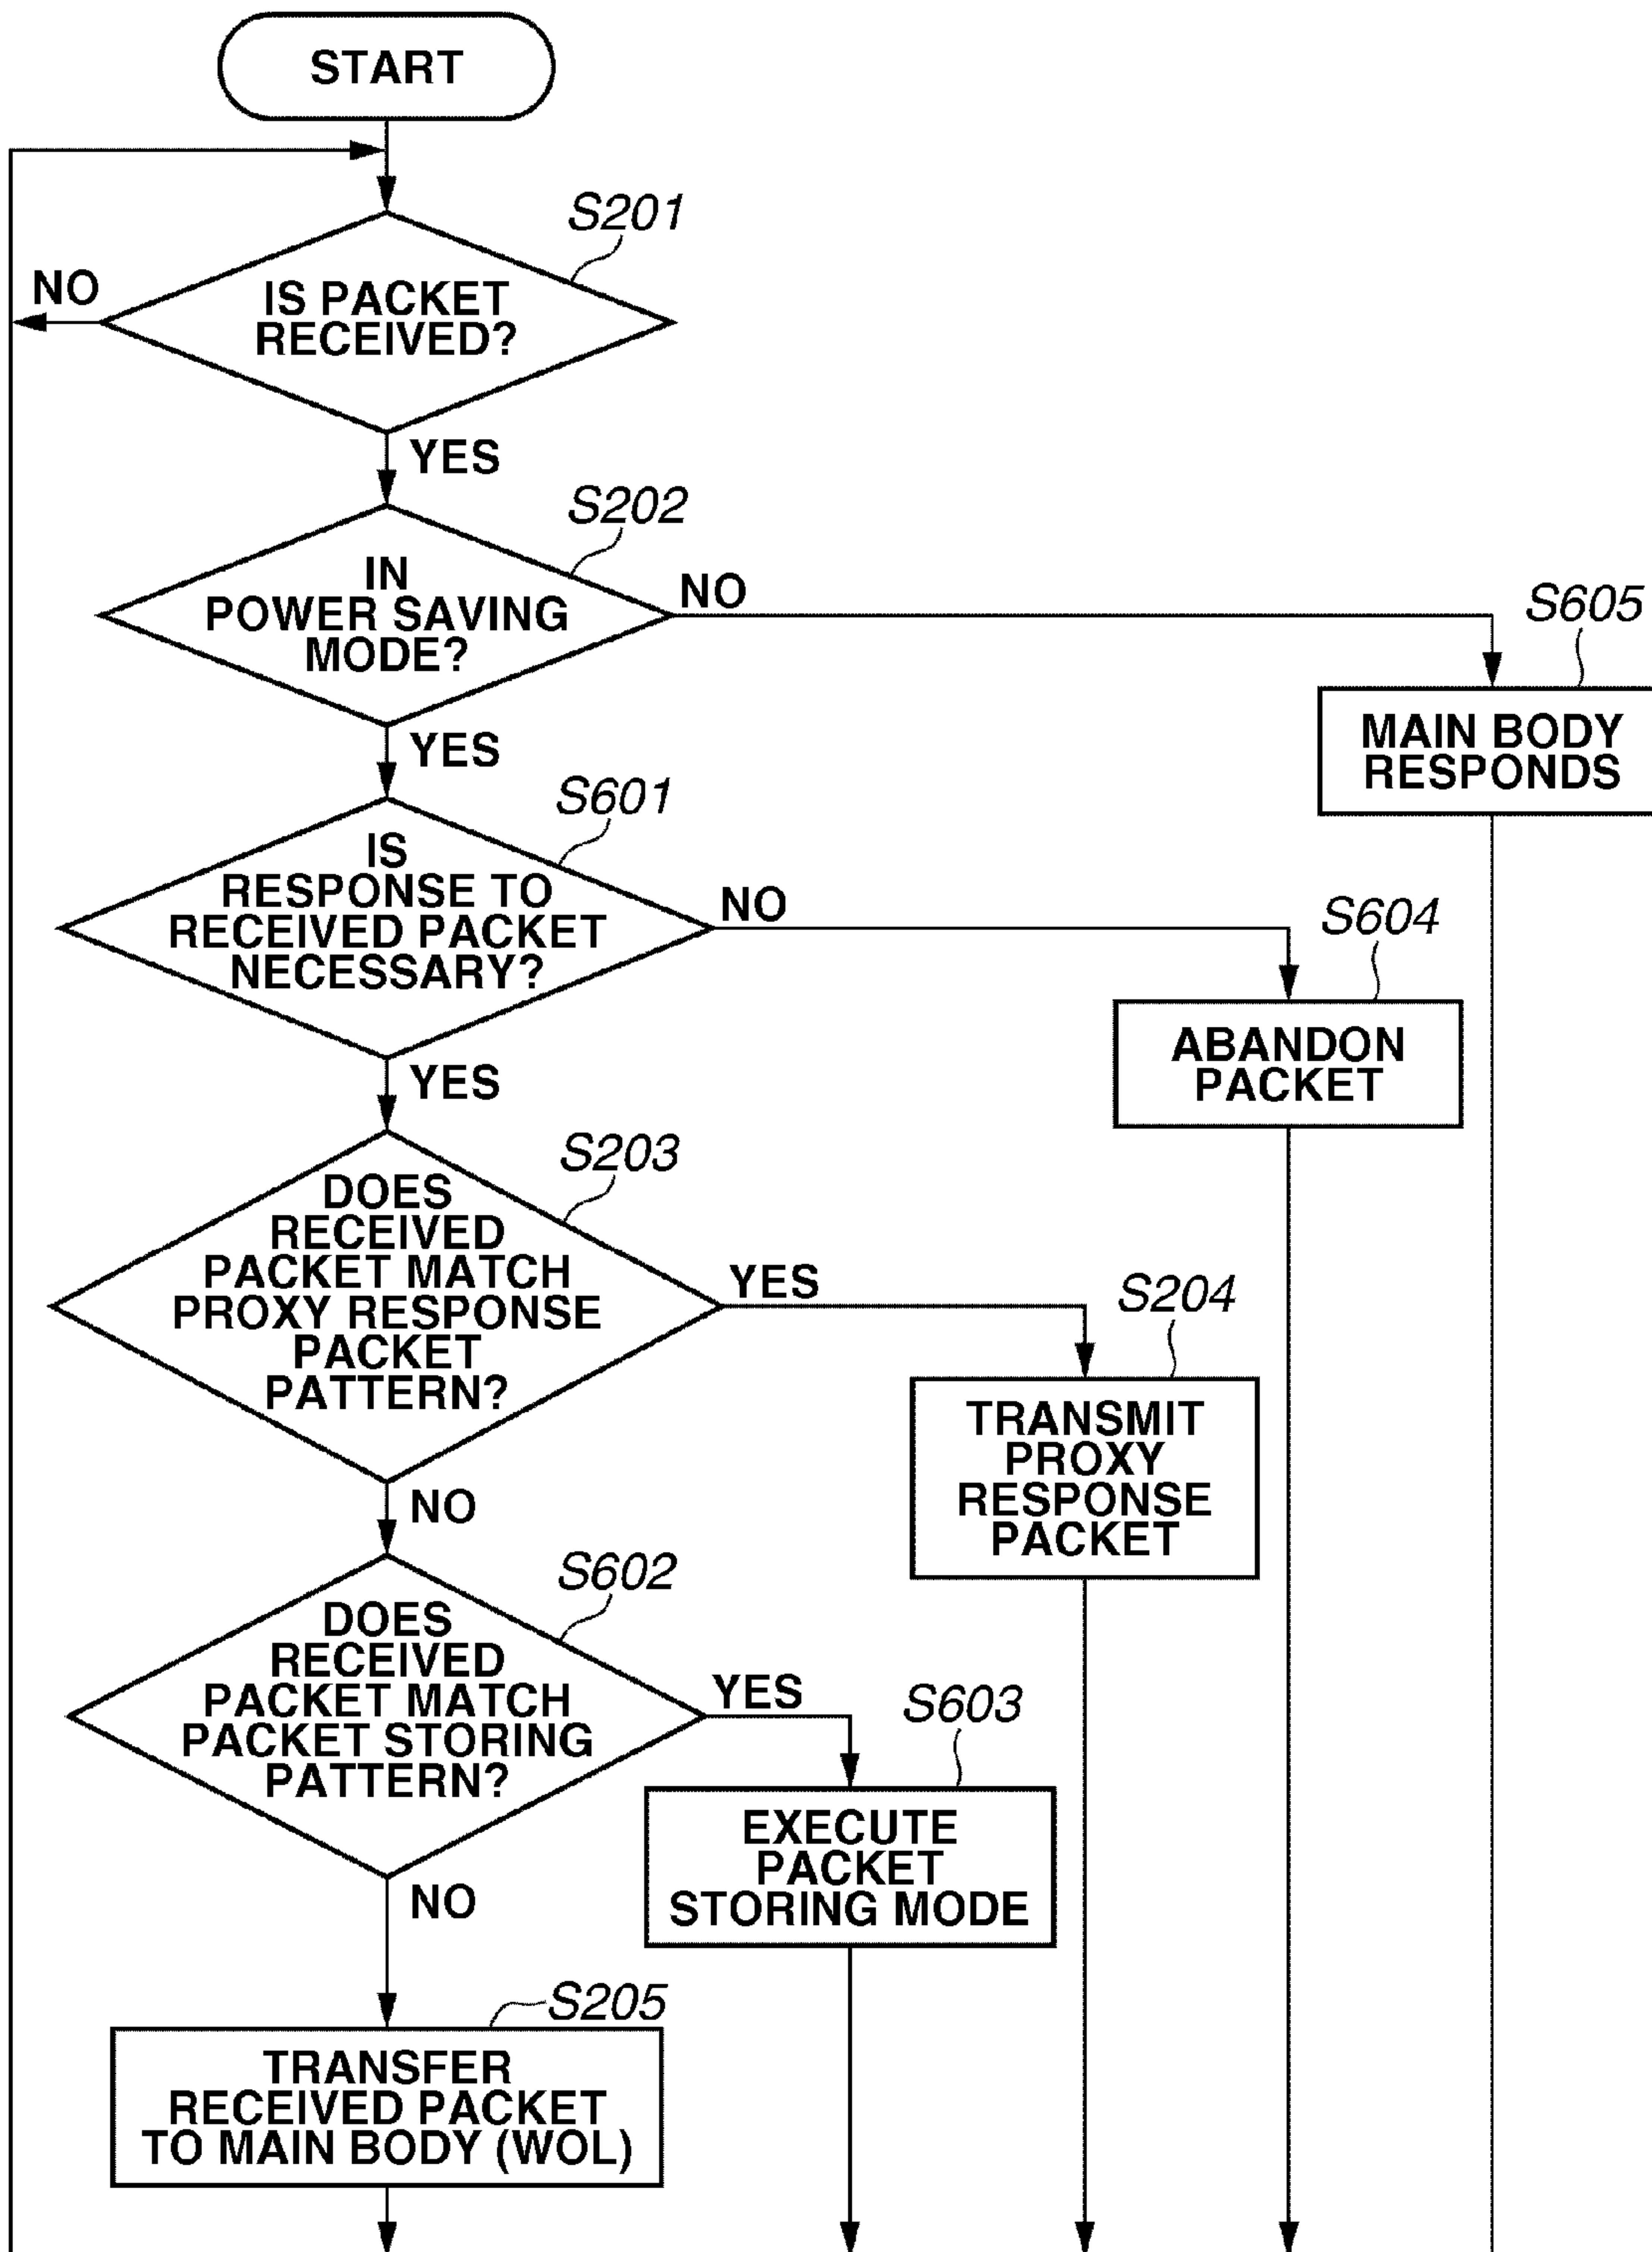 START
S201
IS PACKET
RECEIVED?
NO
YES
S202
IN
POWER SAVING
MODE?
NO
S605
MAIN BODY
RESPONDS
YES
S601
IS
RESPONSE TO
RECEIVED PACKET
NECESSARY?
NO
S604
ABANDON
PACKET
YES
S203
DOES
RECEIVED
PACKET MATCH
PROXY RESPONSE
PACKET
PATTERN?
YES
S204
TRANSMIT
PROXY
RESPONSE
PACKET
NO
S602
DOES
RECEIVED
PACKET MATCH
PACKET STORING
PATTERN?
YES
S603
EXECUTE
PACKET
STORING MODE
NO
S205
TRANSFER
RECEIVED PACKET
TO MAIN BODY (WOL)